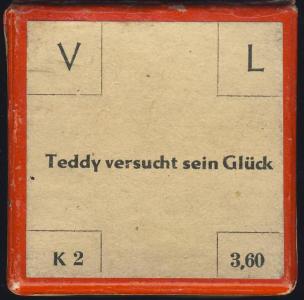 V L
Teddy versucht sein Glück
K 2 3,60